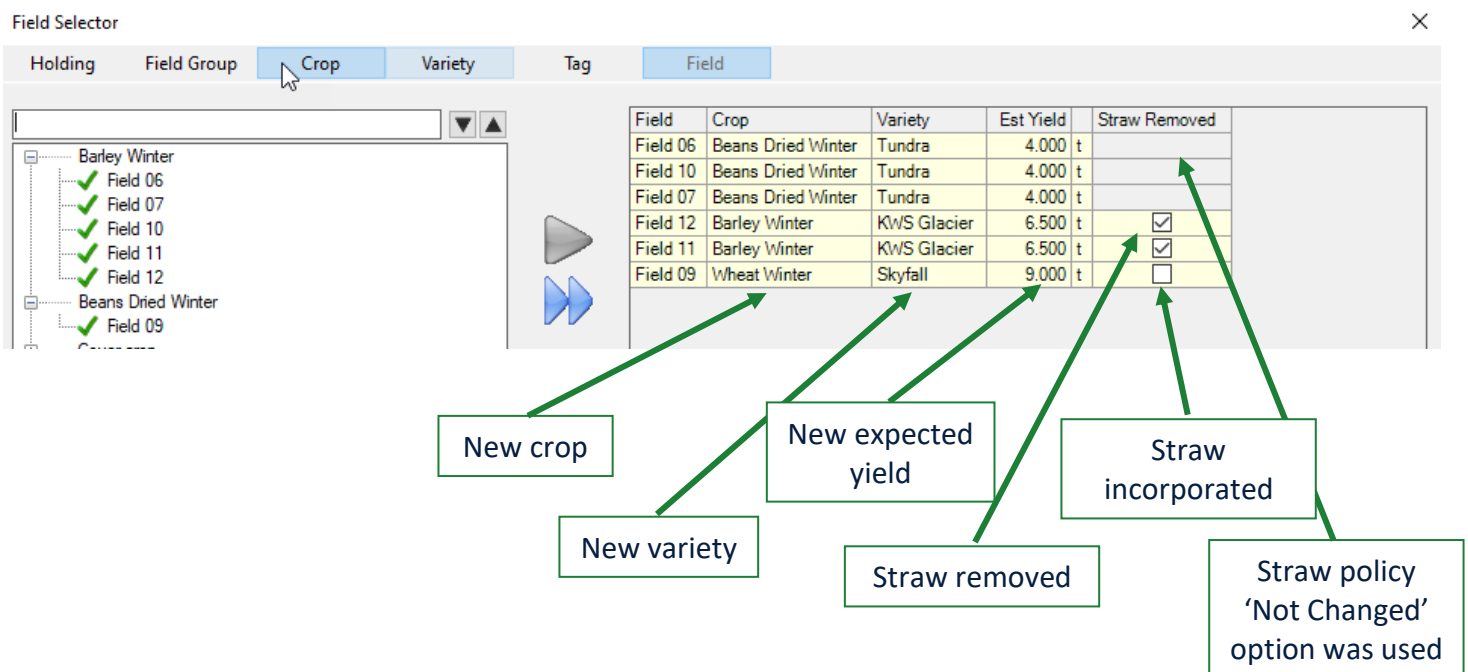 Field Selector
Holding Field Group Crop Variety Tag Field
Barley Winter
Field 06
Field 07
Field 10
Field 11
Field 12
Beans Dried Winter
Field 09
Cover crop
Field Crop Variety Est Yield Straw Removed
Field 06 Beans Dried Winter Tundra 4.000 t
Field 10 Beans Dried Winter Tundra 4.000 t
Field 07 Beans Dried Winter Tundra 4.000 t
Field 12 Barley Winter KWS Glacier 6.500 t
Field 11 Barley Winter KWS Glacier 6.500 t
Field 09 Wheat Winter Skyfall 9.000 t
New crop
New expected
yield
Straw
incorporated
New variety
Straw removed
Straw policy
‘Not Changed’
option was used